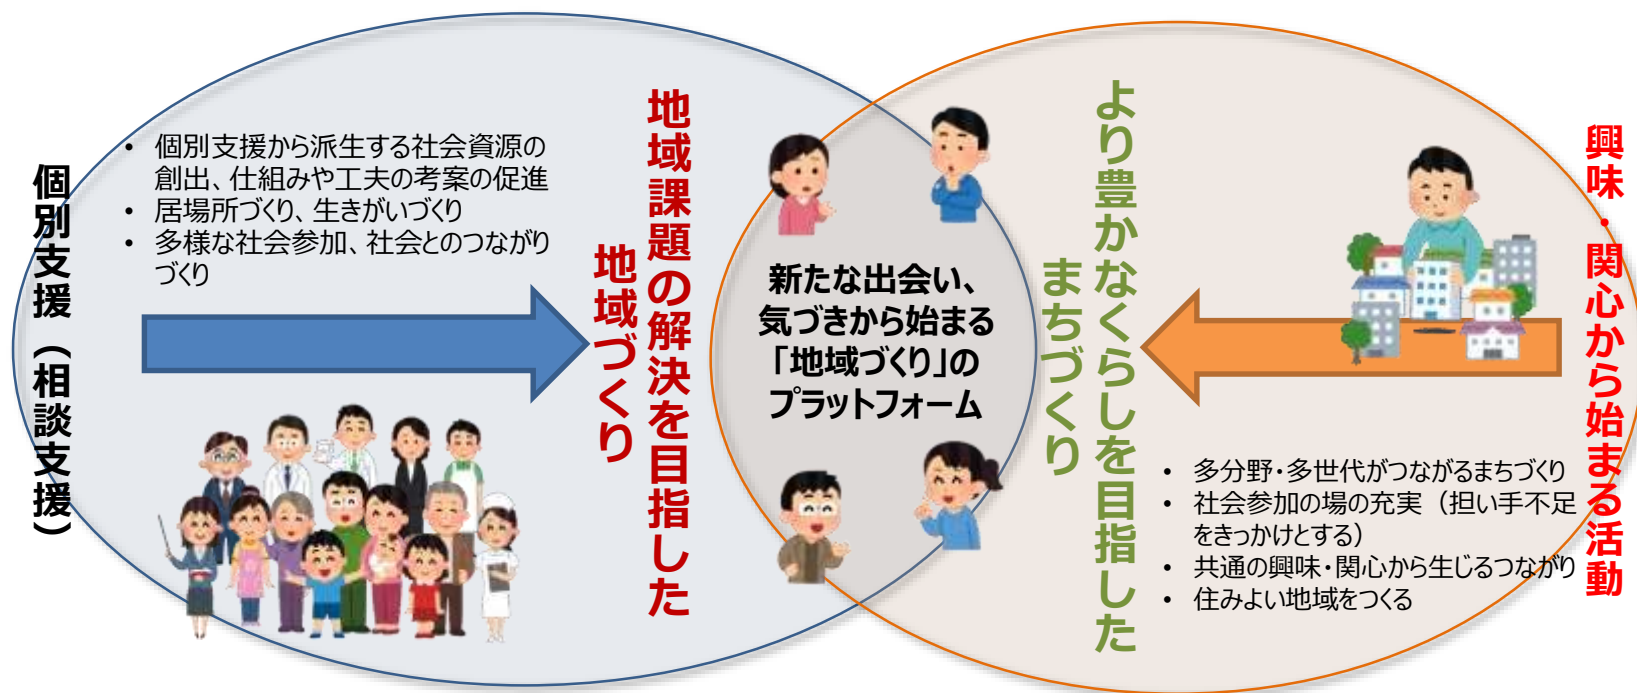 個別支援（相談支援）
• 個別支援から派生する社会資源の
創出、仕組みや工夫の考案の促進
• 居場所づくり、生きがいづくり
• 多様な社会参加、社会とのつながり
づくり
地域課題の解決を目指した
地域づくり
新たな出会い、
気づきから始まる
「地域づくり」の
プラットフォーム
より豊かなくらしを目指した
まちづくり
• 多分野・多世代がつながるまちづくり
• 社会参加の場の充実（担い手不足
をきっかけとする）
• 共通の興味・関心から生じるつながり
• 住みよい地域をつくる
興味・関心から始まる活動